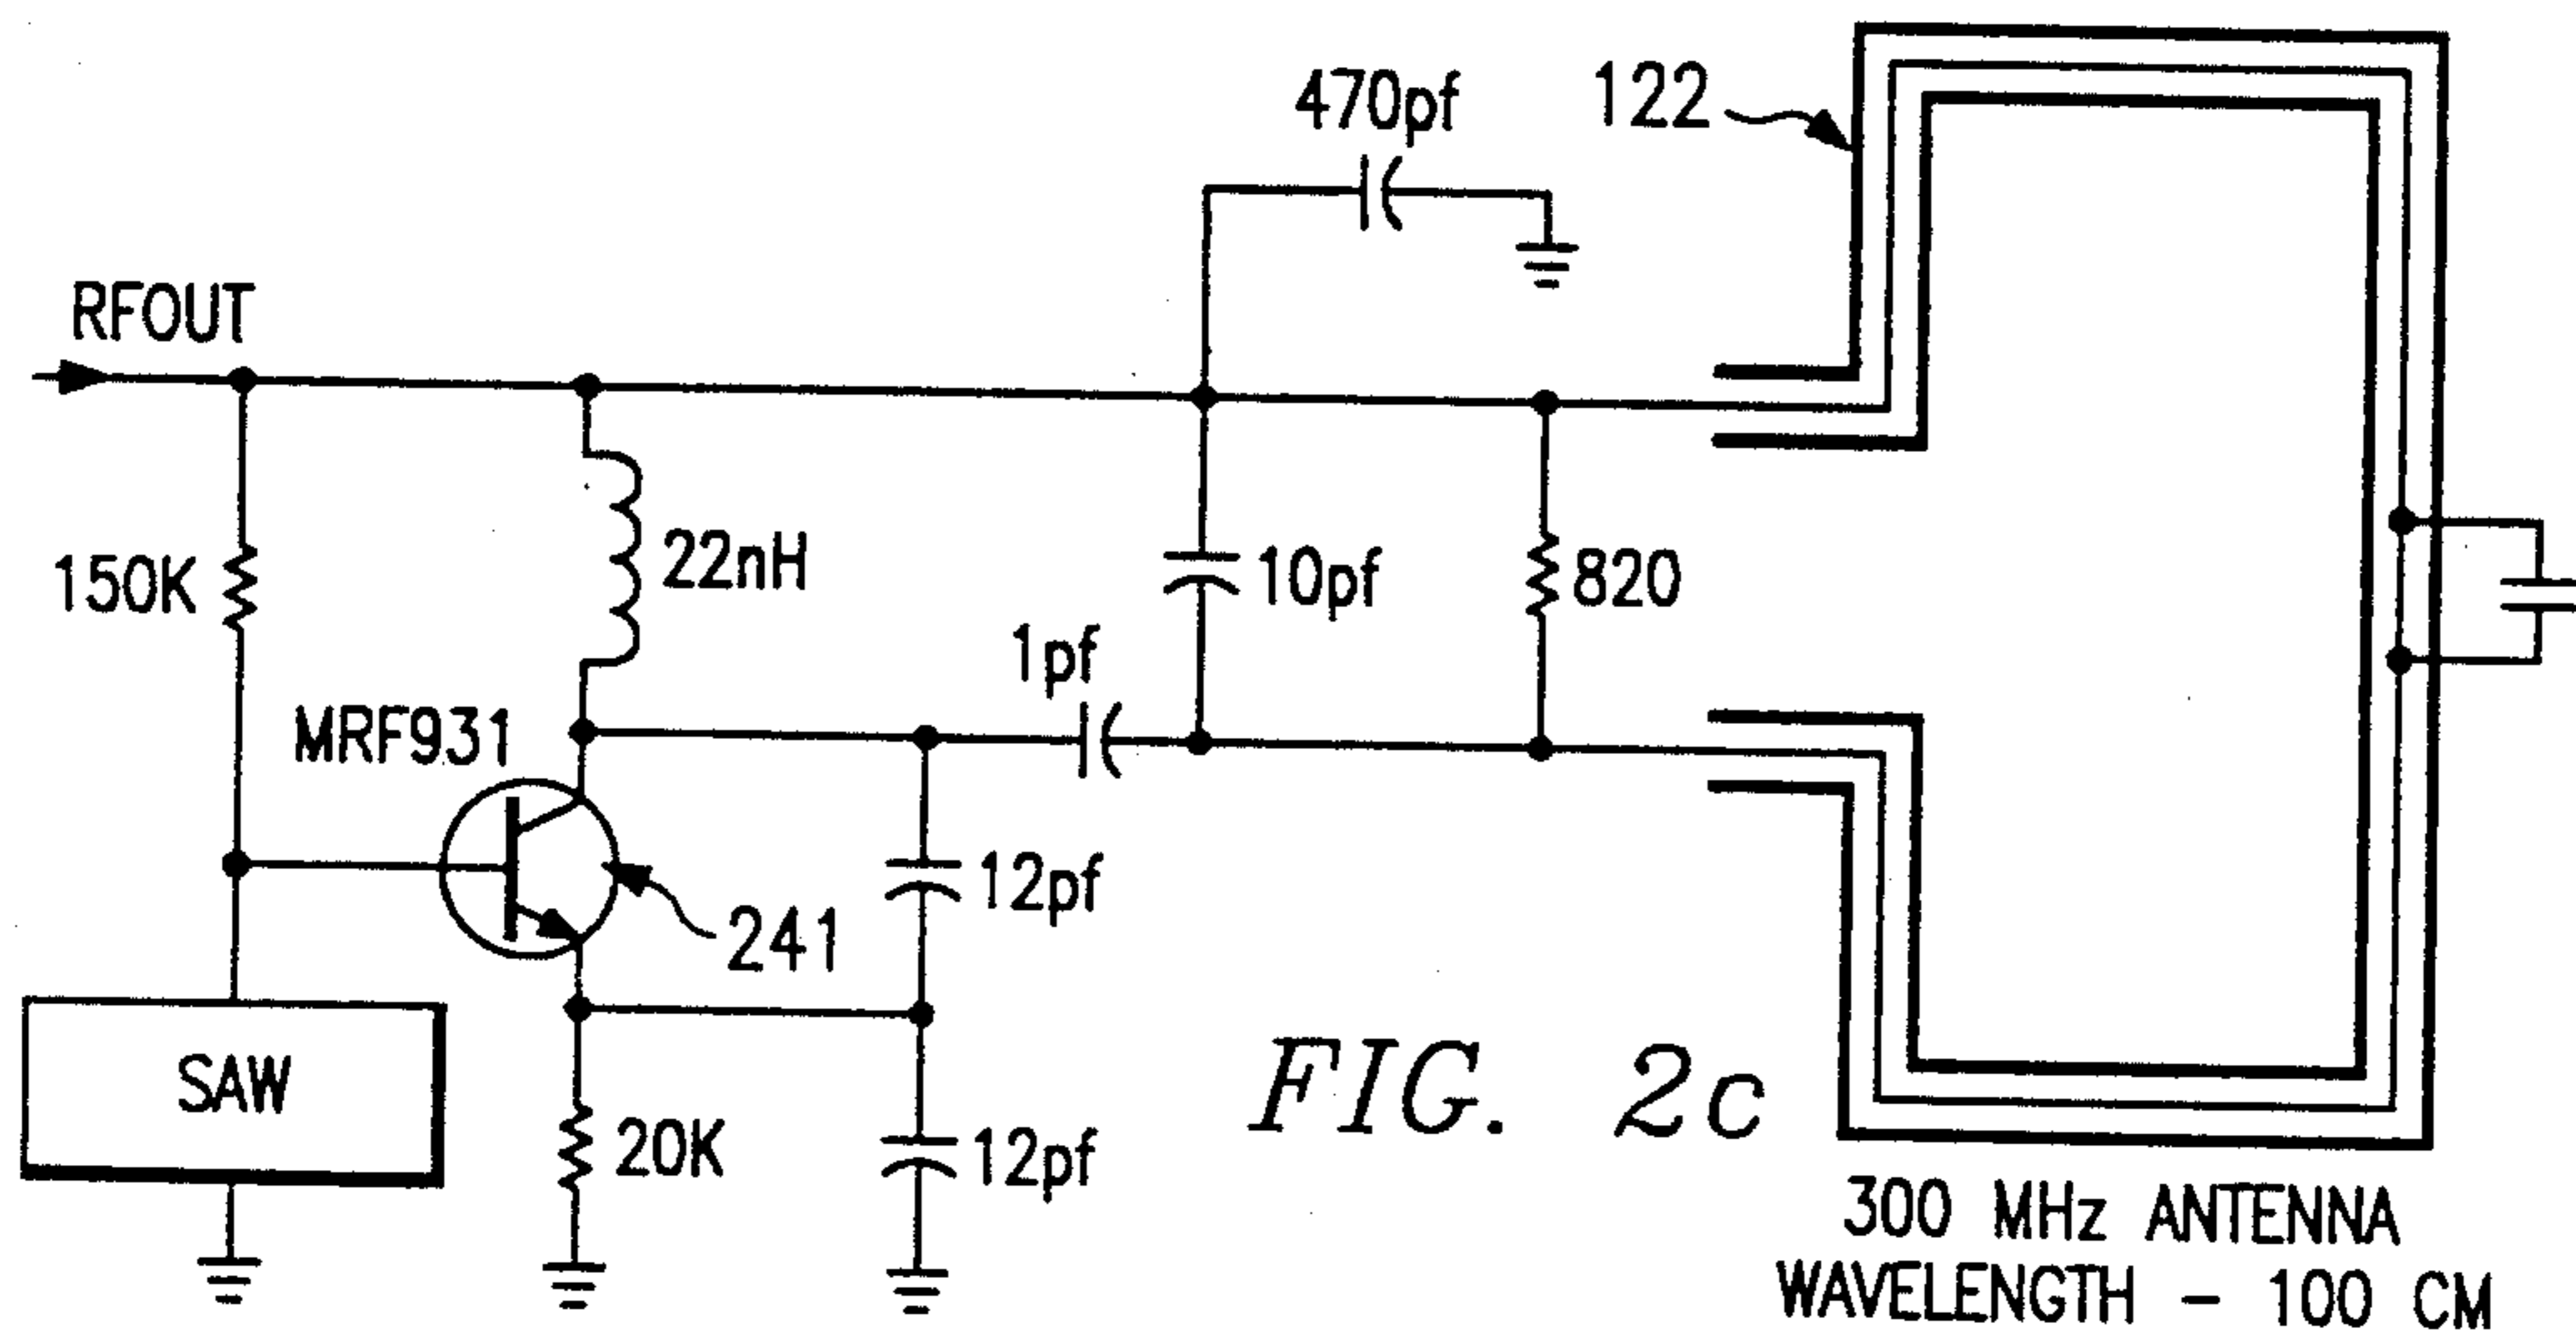 470pf
122
RFOUT
150K
22nH
10pf
820
1pf
MRF931
12pf
241
SAW
20K
12pf
FIG. 2c
300 MHz ANTENNA
WAVELENGTH - 100 CM